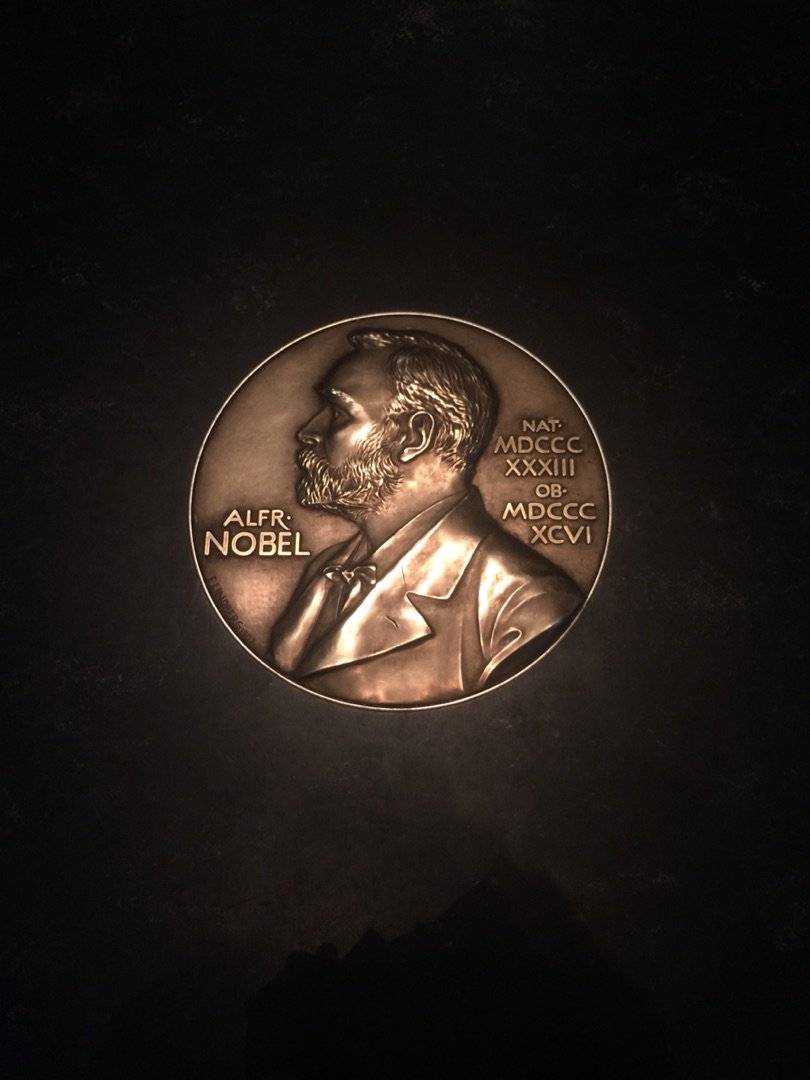 ALFR·
NOBEL
NAT·
MDCCC
XXXIII
OB·
MDCCC
XCVI